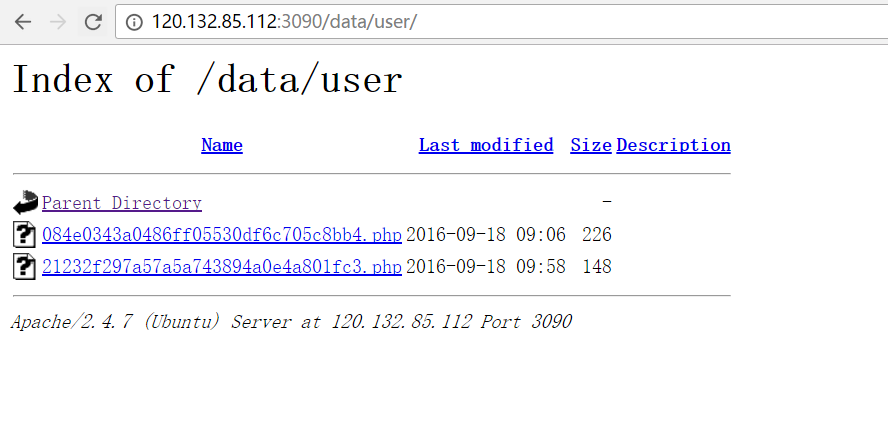 120.132.85.112:3090/data/user/
Index of /data/user
Name Last modified Size Description
Parent Directory -
084e0343a0486ff05530df6c705c8bb4.php 2016-09-18 09:06 226
21232f297a57a5a743894a0e4a801fc3.php 2016-09-18 09:58 148
Apache/2.4.7 (Ubuntu) Server at 120.132.85.112 Port 3090